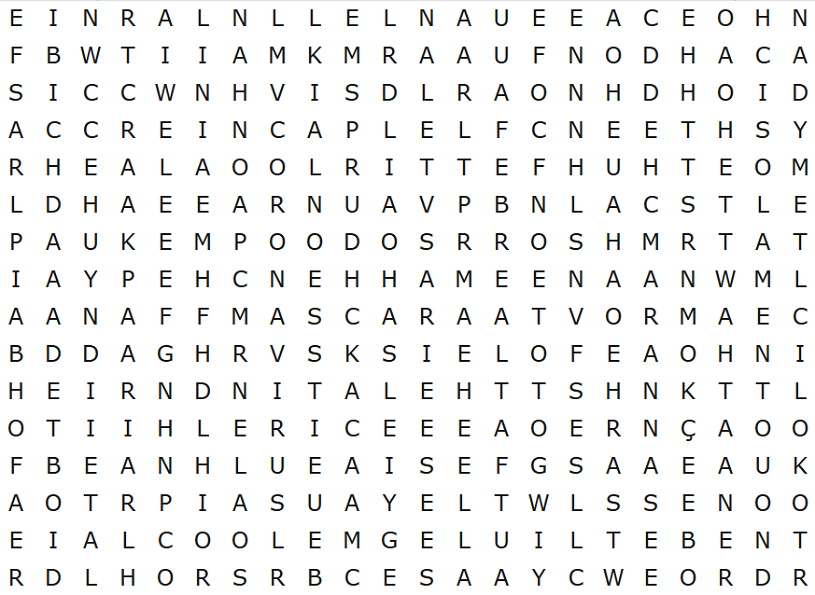 E I N R A L N L L E L N A U E E A C E O H N
F B W T I I A M K M R A A U F N O D H A C A
S I C C W N H V I S D L R A O N H D H O I D
A C C R E I N C A P L E L F C N E E T H S Y
R H E A L A O O L R I T T E F H U H T E O M
L D H A E E A R N U A V P B N L A C S T L E
P A U K E M P O O D O S R R O S H M R T A T
I A Y P E H C N E H H A M E E N A A N W M L
A A N A F F M A S C A R A A T V O R M A E C
B D D A G H R V S K S I E L O F E A O H N I
H E I R N D N I T A L E H T T S H N K T T L
O T I I H L E R I C E E E A O E R N Ç A O O
F B E A N H L U E A I S E F G S A A E A U K
A O T R P I A S U A Y E L T W L S S E N O O
E I A L C O O L E M G E L U I L T E B E N T
R D L H O R S R B C E S A A Y C W E O R D R